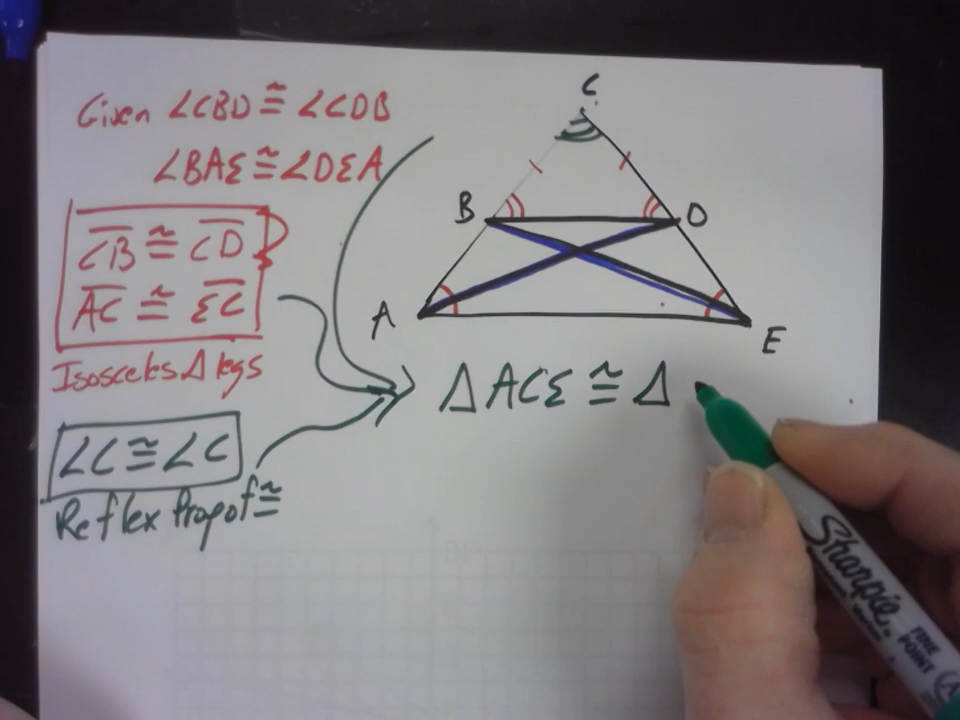 Given ∠CBD ≅ ∠CDB
∠BAE ≅ ∠DEA
CB ≅ CD
AC ≅ EC
Isosceles Δ legs
∠C ≅ ∠C
Reflex Prop of ≅
C
B
D
A
E
Δ ACE ≅ Δ
Sharpie.
FINE
POINT